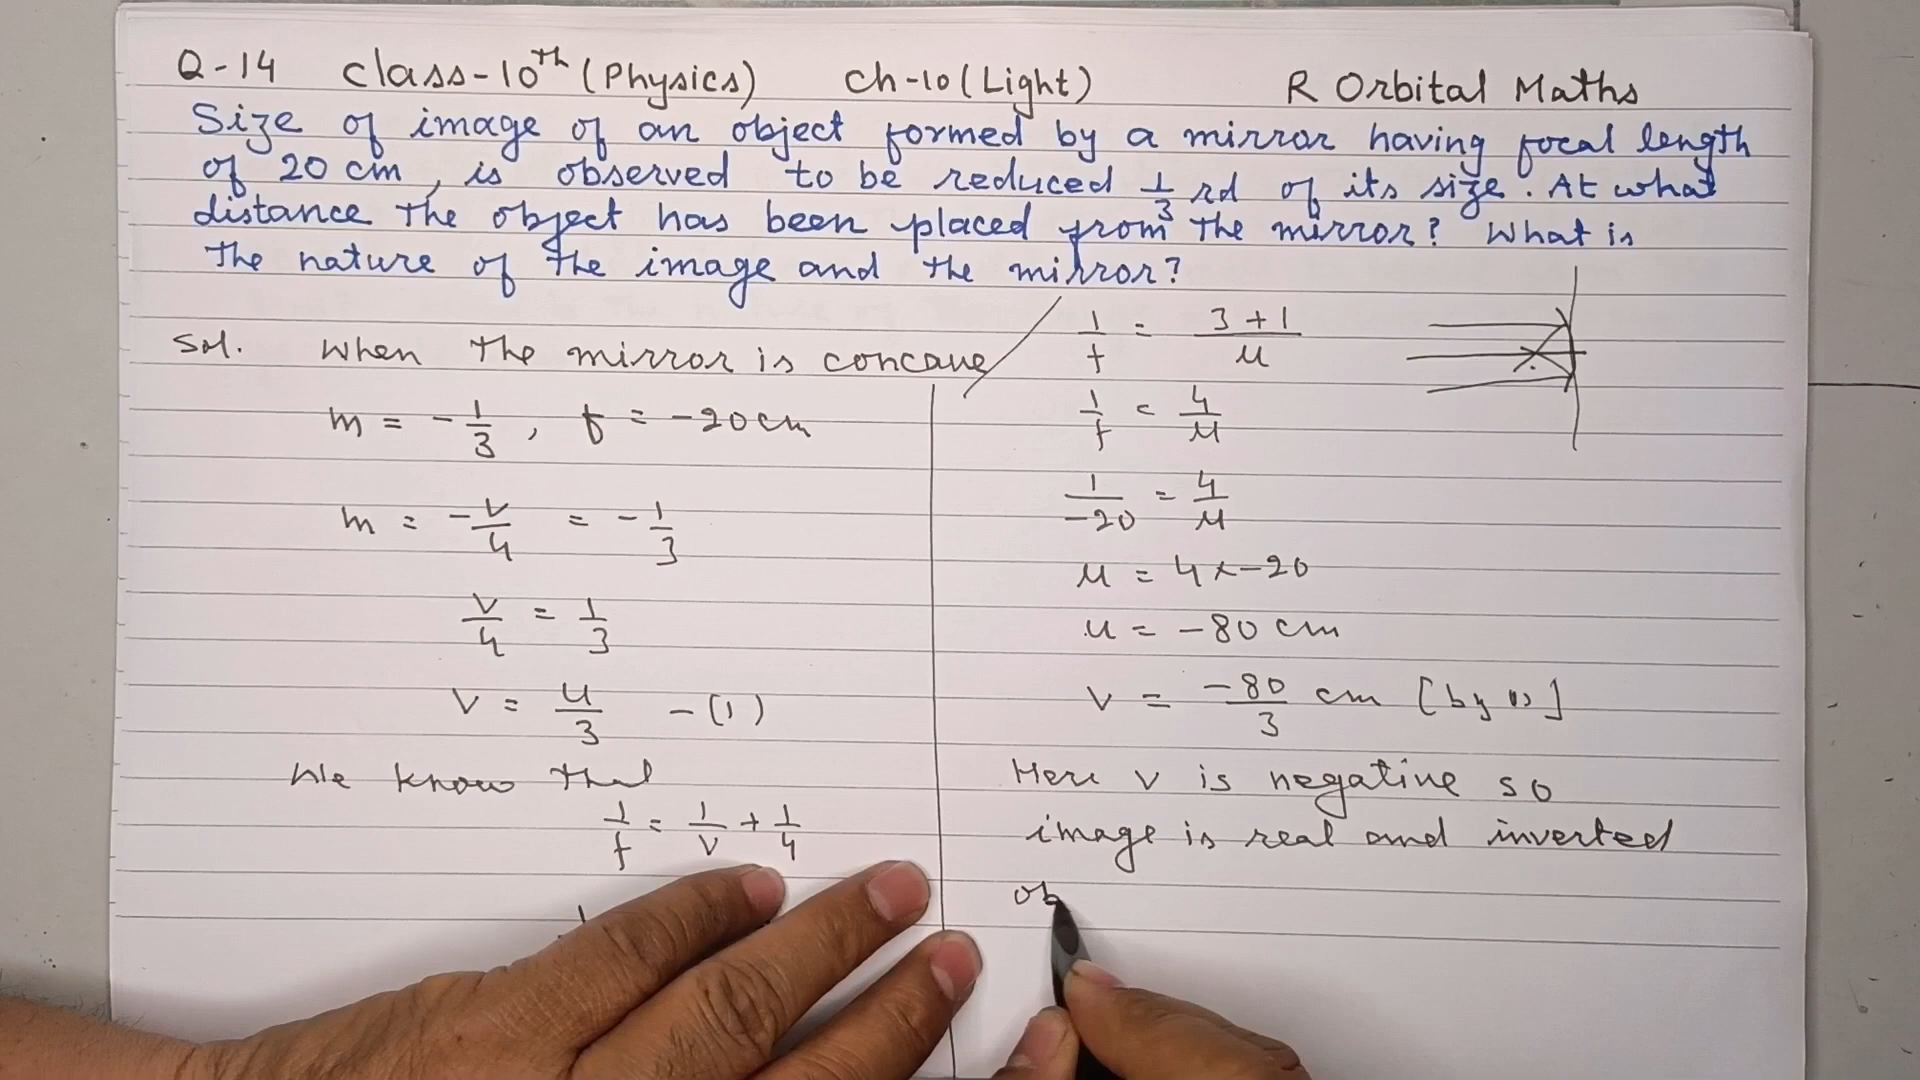 Q-14 Class-10th (Physics) Ch-10 (Light) R Orbital Maths
Size of image of an object formed by a mirror having focal length
of 20 cm, is observed to be reduced 1/3 rd of its size. At what
distance the object has been placed from the mirror? What is
the nature of the image and the mirror?
Sol. When the mirror is concave
m = -1/3, f = -20cm
m = -v/u = -1/3
v/u = 1/3
v = u/3 -(1)
We know that
1/f = 1/v + 1/u
1/f = (3+1)/u
1/f = 4/u
1/-20 = 4/u
u = 4x-20
u = -80 cm
v = -80/3 cm [by (1)]
Here v is negative so
image is real and inverted
ob